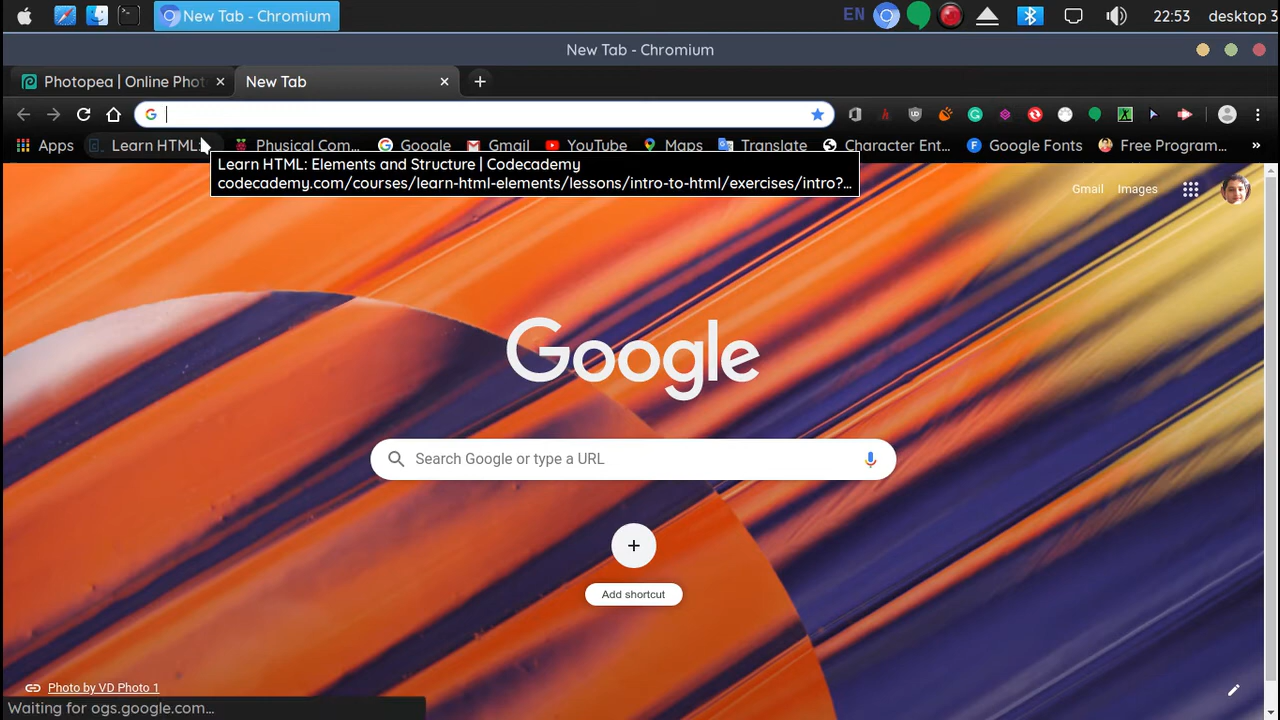 New Tab - Chromium
EN
22:53
desktop 3
New Tab - Chromium
Photopea | Online Phot
New Tab
Apps
Learn HTML:
Physical Com...
Google
Gmail
YouTube
Maps
Translate
Character Ent...
Google Fonts
Free Program...
»
Learn HTML: Elements and Structure | Codecademy
codecademy.com/courses/learn-html-elements/lessons/intro-to-html/exercises/intro?...
Gmail
Images
Google
Search Google or type a URL
Add shortcut
Photo by VD Photo 1
Waiting for ogs.google.com...